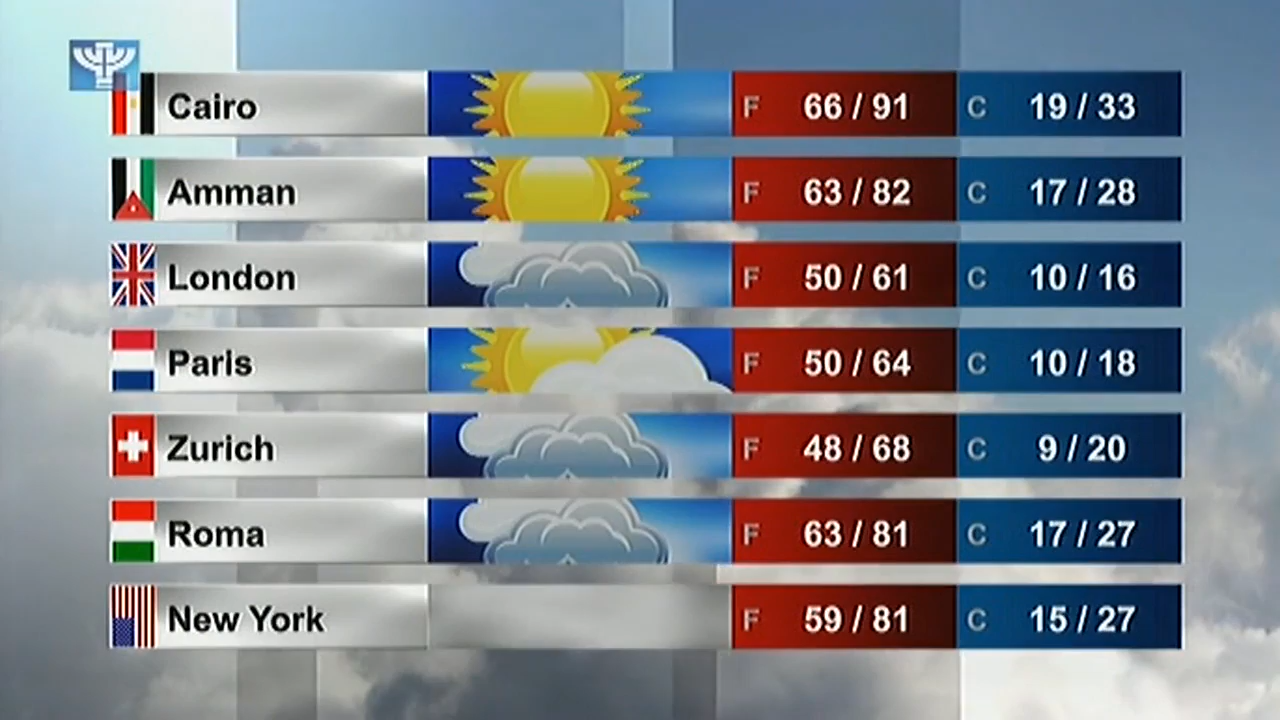 Cairo F 66 / 91 C 19 / 33
Amman F 63 / 82 C 17 / 28
London F 50 / 61 C 10 / 16
Paris F 50 / 64 C 10 / 18
Zurich F 48 / 68 C 9 / 20
Roma F 63 / 81 C 17 / 27
New York F 59 / 81 C 15 / 27